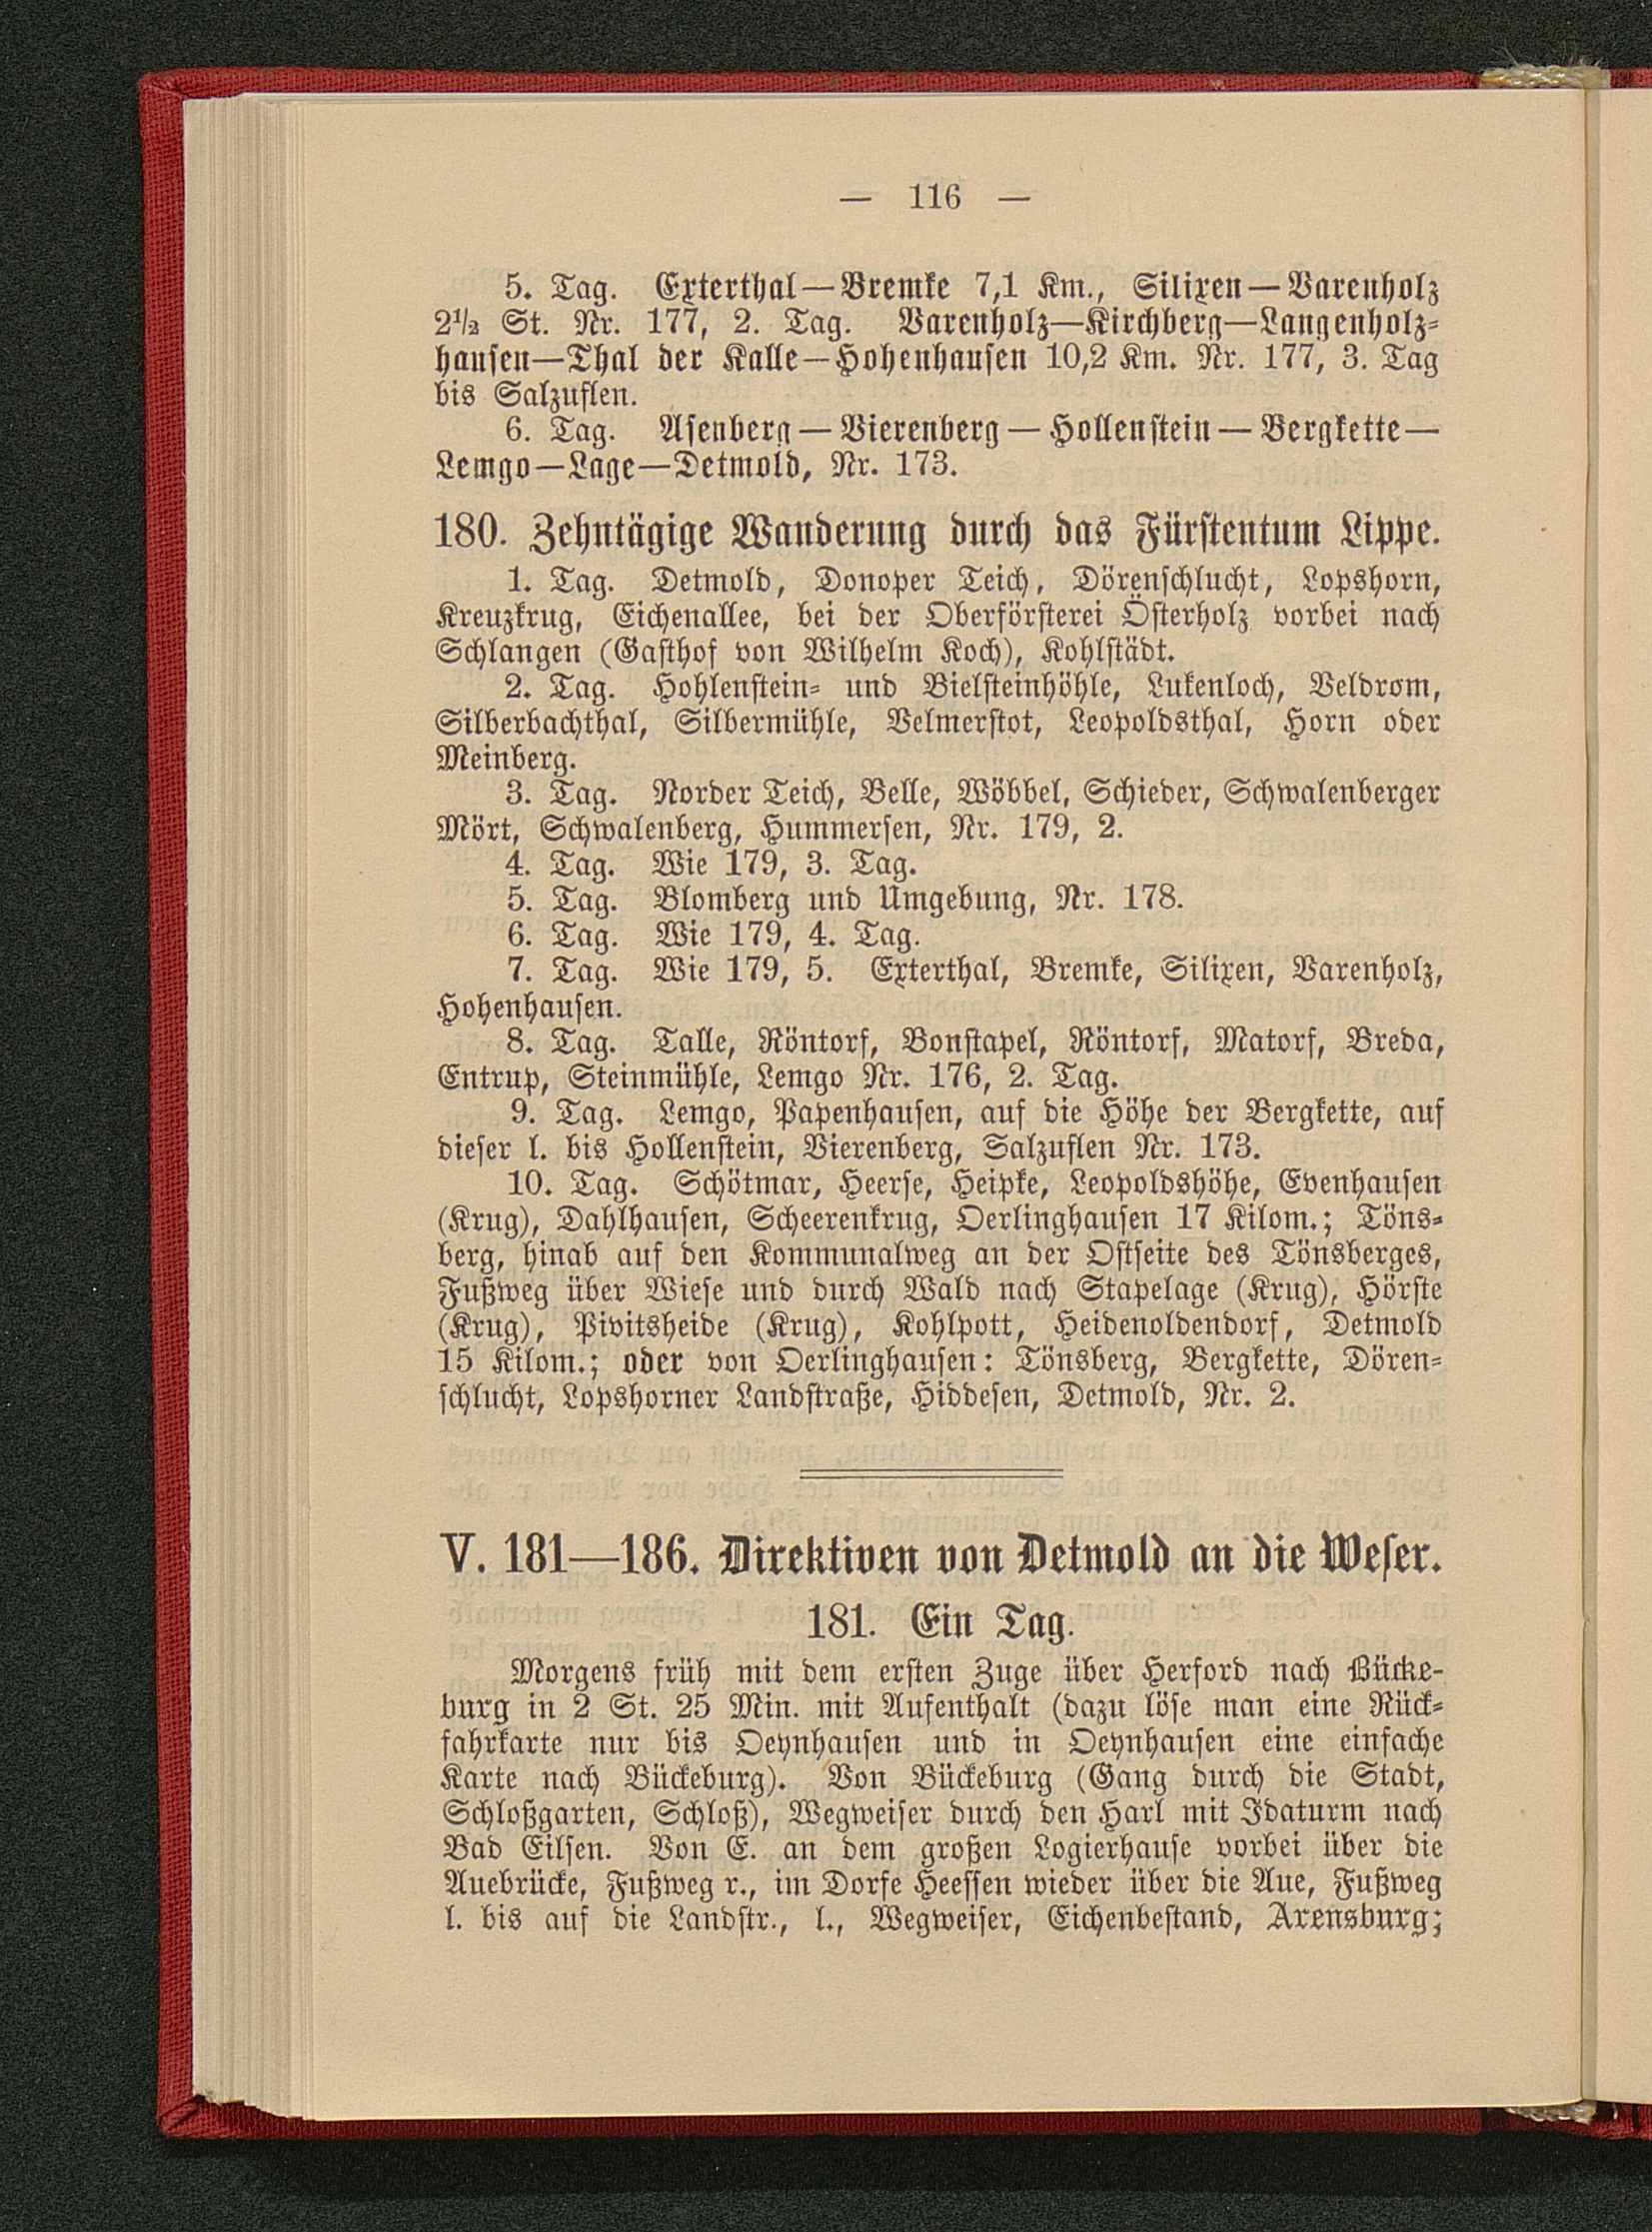 — 116 —
5. Tag. Exterthal—Bremke 7,1 Km., Silixen—Varenholz
2½ St. Nr. 177, 2. Tag. Varenholz—Kirchberg—Langenholz-
hausen—Thal der Kalle—Hohenhausen 10,2 Km. Nr. 177, 3. Tag
bis Salzuflen.
6. Tag. Asenberg—Vierenberg—Hollenstein—Bergkette—
Lemgo—Lage—Detmold, Nr. 173.
180. Zehntägige Wanderung durch das Fürstentum Lippe.
1. Tag. Detmold, Donoper Teich, Dörenschlucht, Lopshorn,
Kreuzkrug, Eichenallee, bei der Oberförsterei Österholz vorbei nach
Schlangen (Gasthof von Wilhelm Koch), Kohlstädt.
2. Tag. Hohlenstein- und Bielsteinhöhle, Lukenloch, Veldrom,
Silberbachthal, Silbermühle, Velmerstot, Leopoldsthal, Horn oder
Meinberg.
3. Tag. Norder Teich, Belle, Wöbbel, Schieder, Schwalenberger
Mört, Schwalenberg, Hummersen, Nr. 179, 2.
4. Tag. Wie 179, 3. Tag.
5. Tag. Blomberg und Umgebung, Nr. 178.
6. Tag. Wie 179, 4. Tag.
7. Tag. Wie 179, 5. Exterthal, Bremke, Silixen, Varenholz,
Hohenhausen.
8. Tag. Talle, Röntorf, Bonstapel, Röntorf, Matorf, Breda,
Entrup, Steinmühle, Lemgo Nr. 176, 2. Tag.
9. Tag. Lemgo, Papenhausen, auf die Höhe der Bergkette, auf
dieser l. bis Hollenstein, Vierenberg, Salzuflen Nr. 173.
10. Tag. Schötmar, Heerse, Heipke, Leopoldshöhe, Evenhausen
(Krug), Dahlhausen, Scheerenkrug, Oerlinghausen 17 Kilom.; Töns-
berg, hinab auf den Kommunalweg an der Ostseite des Tönsberges,
Fußweg über Wiese und durch Wald nach Stapelage (Krug), Hörste
(Krug), Pivitsheide (Krug), Kohlpott, Heidenoldendorf, Detmold
15 Kilom.; oder von Oerlinghausen: Tönsberg, Bergkette, Dören-
schlucht, Lopshorner Landstraße, Hiddesen, Detmold, Nr. 2.
V. 181—186. Direktiven von Detmold an die Weser.
181. Ein Tag.
Morgens früh mit dem ersten Zuge über Herford nach Bücke-
burg in 2 St. 25 Min. mit Aufenthalt (dazu löse man eine Rück-
fahrkarte nur bis Oeynhausen und in Oeynhausen eine einfache
Karte nach Bückeburg). Von Bückeburg (Gang durch die Stadt,
Schloßgarten, Schloß), Wegweiser durch den Harl mit Idaturm nach
Bad Eilsen. Von E. an dem großen Logierhause vorbei über die
Auebrücke, Fußweg r., im Dorfe Heessen wieder über die Aue, Fußweg
l. bis auf die Landstr., l., Wegweiser, Eichenbestand, Arensburg;